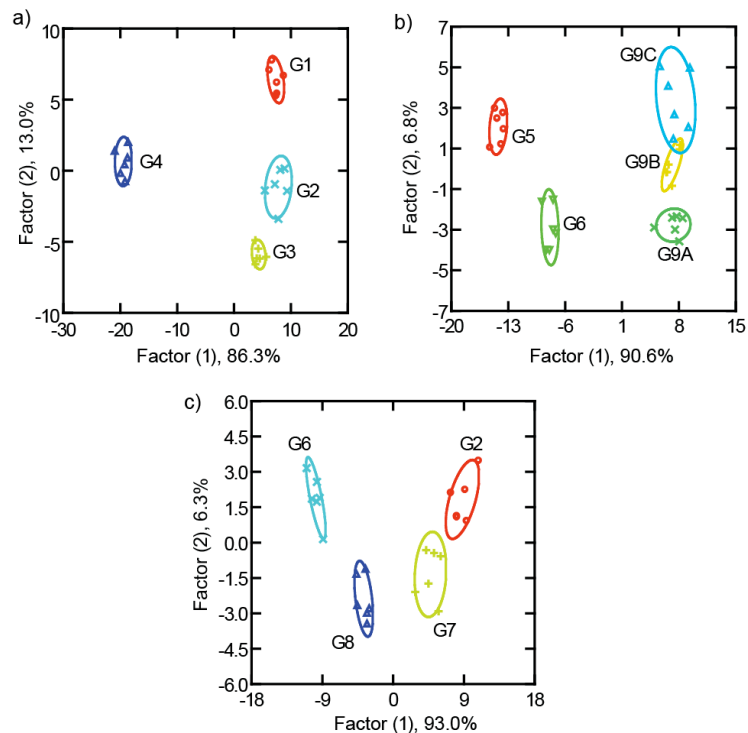 a)
10
5
0
-5
-10
-30
-20
-10
0
10
20
Factor (2), 13.0%
Factor (1), 86.3%
G1
G2
G3
G4
b)
7
5
3
1
-1
-3
-5
-7
-20
-13
-6
1
8
15
Factor (2), 6.8%
Factor (1), 90.6%
G9C
G5
G9B
G6
G9A
c)
6.0
4.5
3.0
1.5
0.0
-1.5
-3.0
-4.5
-6.0
-18
-9
0
9
18
Factor (2), 6.3%
Factor (1), 93.0%
G6
G2
G8
G7